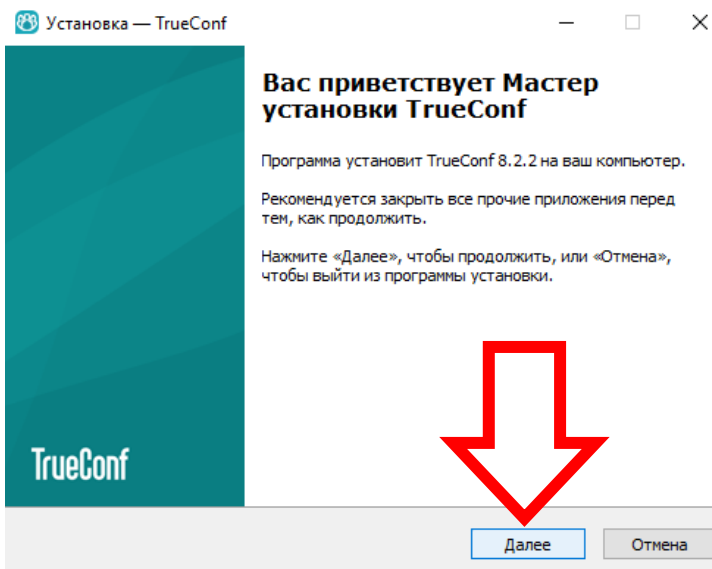 Установка — TrueConf
Вас приветствует Мастер
установки TrueConf
Программа установит TrueConf 8.2.2 на ваш компьютер.
Рекомендуется закрыть все прочие приложения перед
тем, как продолжить.
Нажмите «Далее», чтобы продолжить, или «Отмена»,
чтобы выйти из программы установки.
TrueConf
Далее
Отмена